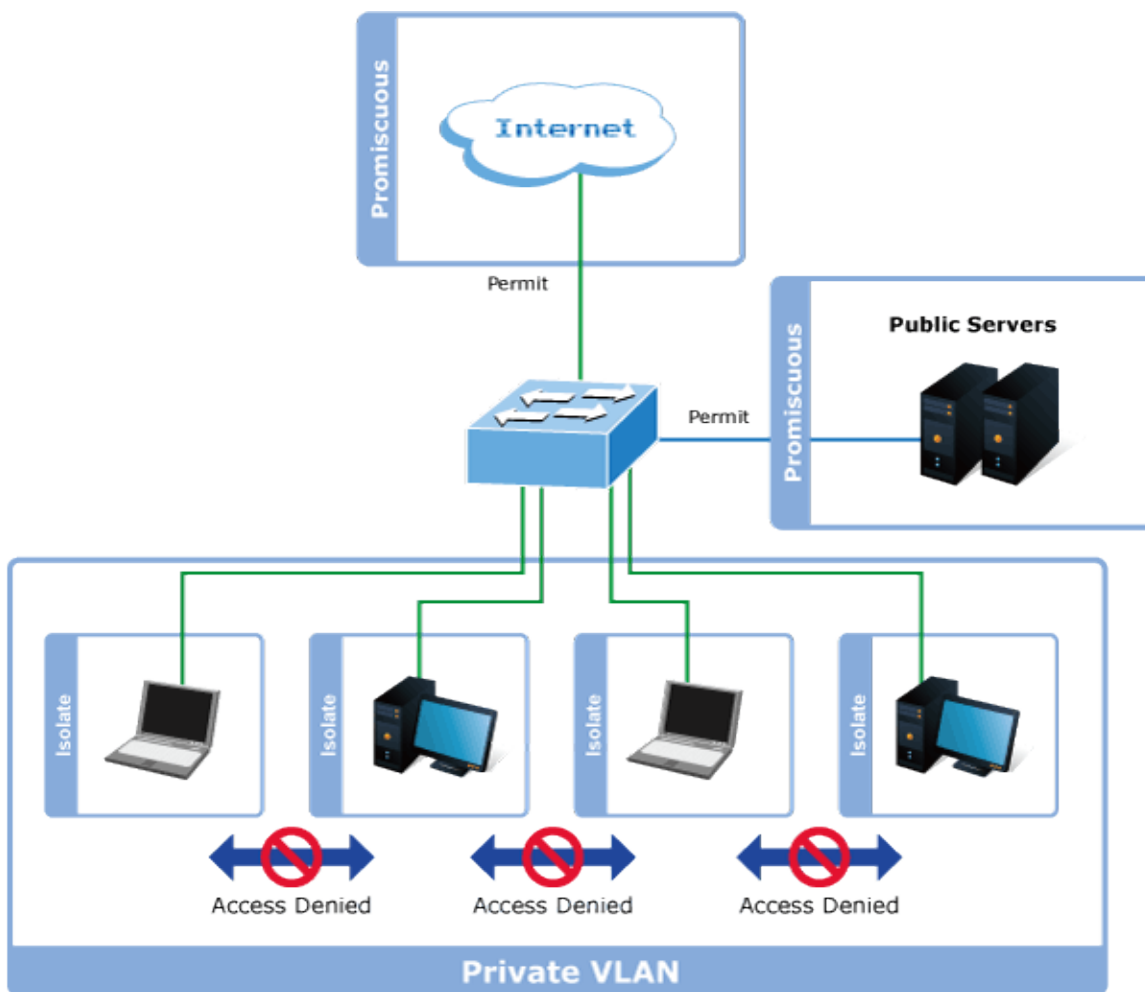 Promiscuous
Internet
Permit
Promiscuous
Public Servers
Permit
Isolate
Isolate
Isolate
Isolate
Access Denied
Access Denied
Access Denied
Private VLAN